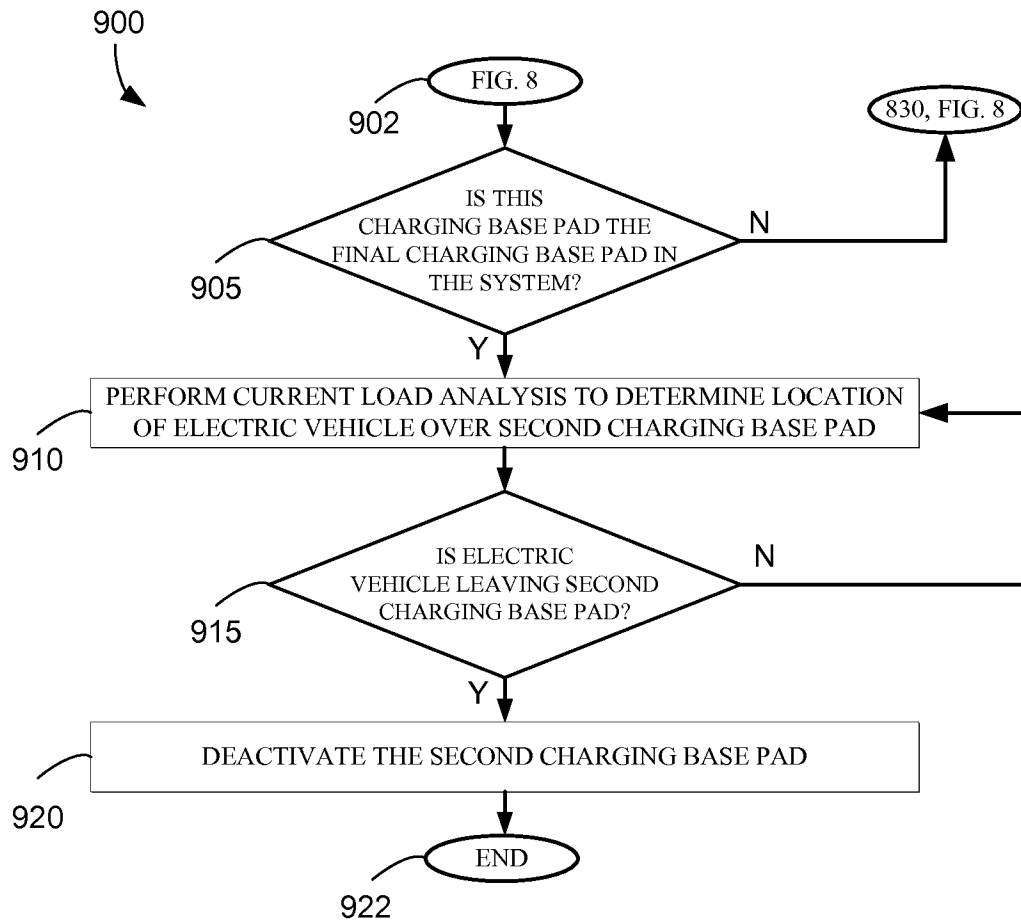 900
FIG. 8
902
830, FIG. 8
IS THIS
CHARGING BASE PAD THE
FINAL CHARGING BASE PAD IN
THE SYSTEM?
N
905
Y
PERFORM CURRENT LOAD ANALYSIS TO DETERMINE LOCATION
OF ELECTRIC VEHICLE OVER SECOND CHARGING BASE PAD
910
IS ELECTRIC
VEHICLE LEAVING SECOND
CHARGING BASE PAD?
N
915
Y
DEACTIVATE THE SECOND CHARGING BASE PAD
920
END
922